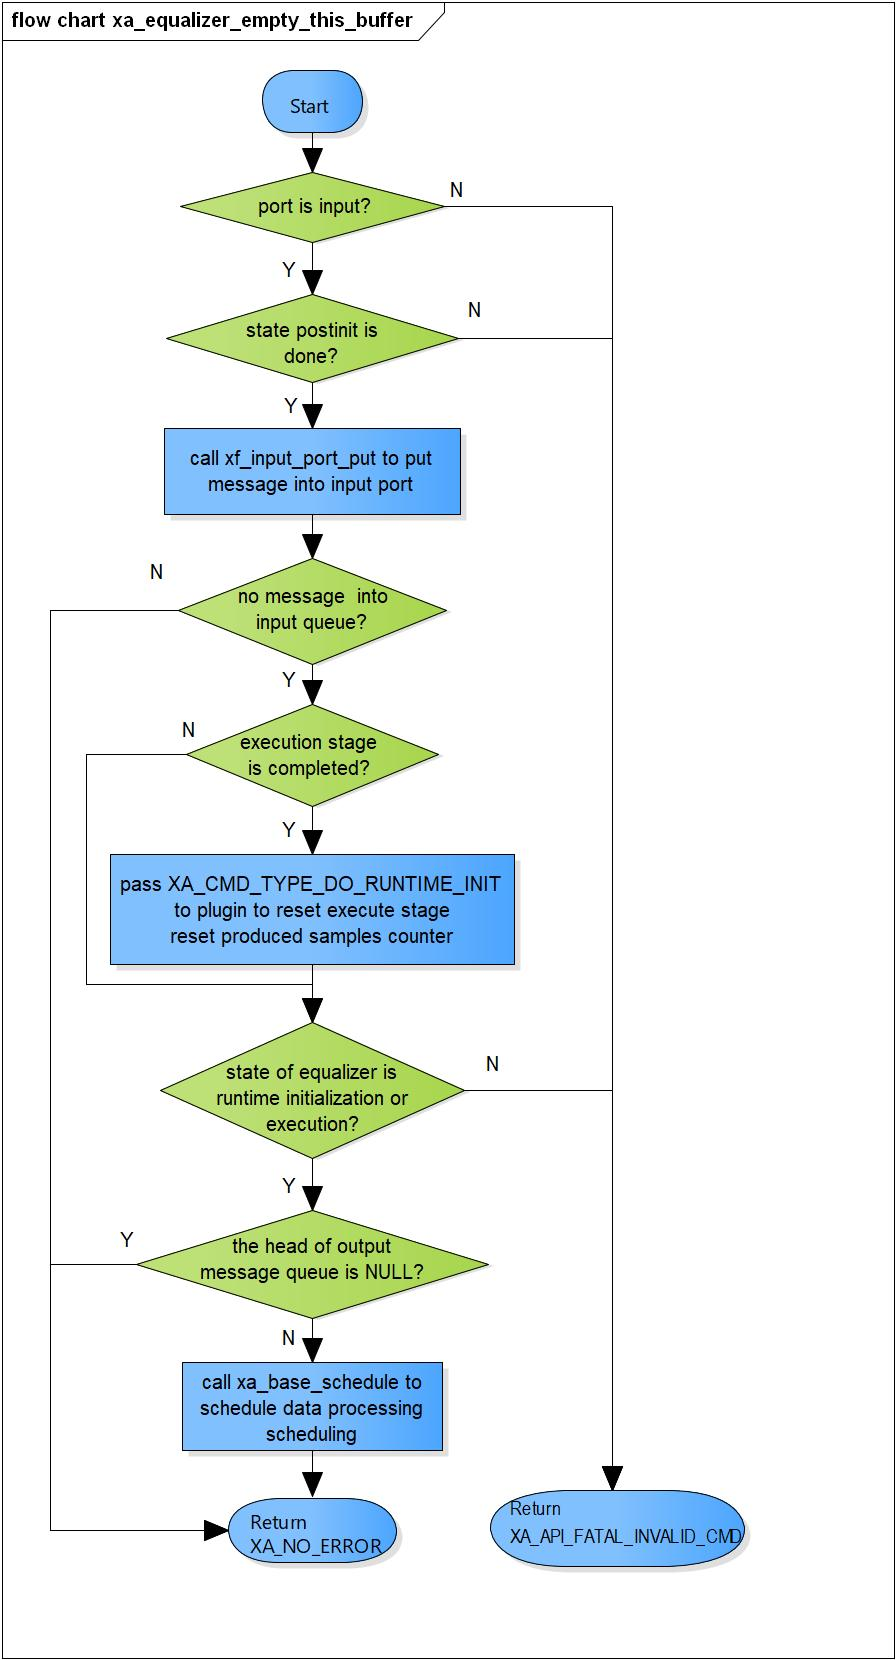 flow chart xa_equalizer_empty_this_buffer
Start
port is input?
N
Y
state postinit is
done?
N
Y
call xf_input_port_put to put
message into input port
N
no message into
input queue?
Y
N
execution stage
is completed?
Y
pass XA_CMD_TYPE_DO_RUNTIME_INIT
to plugin to reset execute stage
reset produced samples counter
state of equalizer is
runtime initialization or
execution?
N
Y
Y
the head of output
message queue is NULL?
N
call xa_base_schedule to
schedule data processing
scheduling
Return
XA_NO_ERROR
Return
XA_API_FATAL_INVALID_CMD